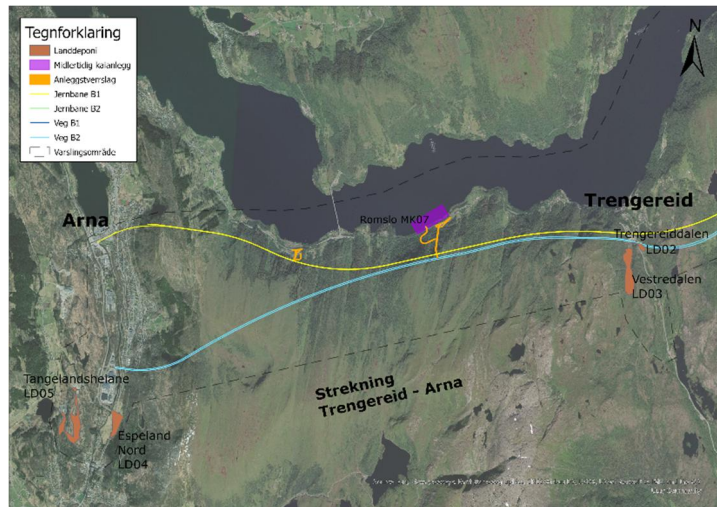 Tegnforklaring
Landdeponi
Midlertidig kaianlegg
Anleggstverrslag
Jernbane B1
Jernbane B2
Veg B1
Veg B2
Varslingsområde
N
Arna
Romslo MK07
Trengereid
Trengereiddalen
LD02
Vestredalen
LD03
Strekning
Trengereid - Arna
Tangelandshelane
LD05
Espeland
Nord
LD04